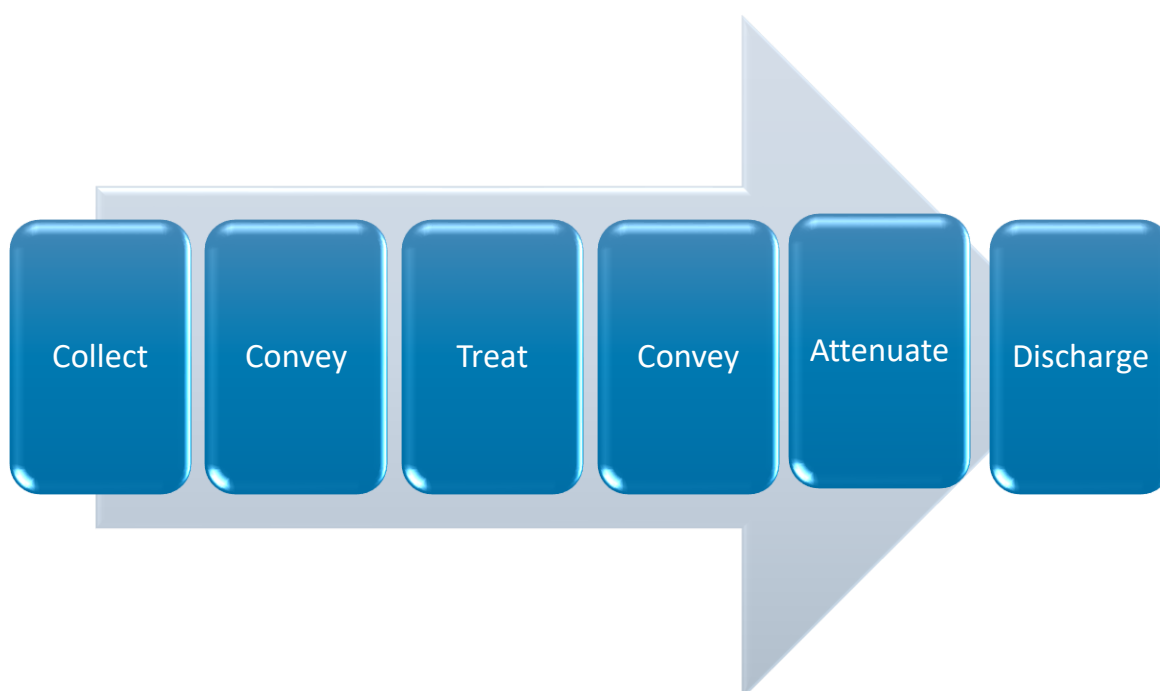 Collect
Convey
Treat
Convey
Attenuate
Discharge